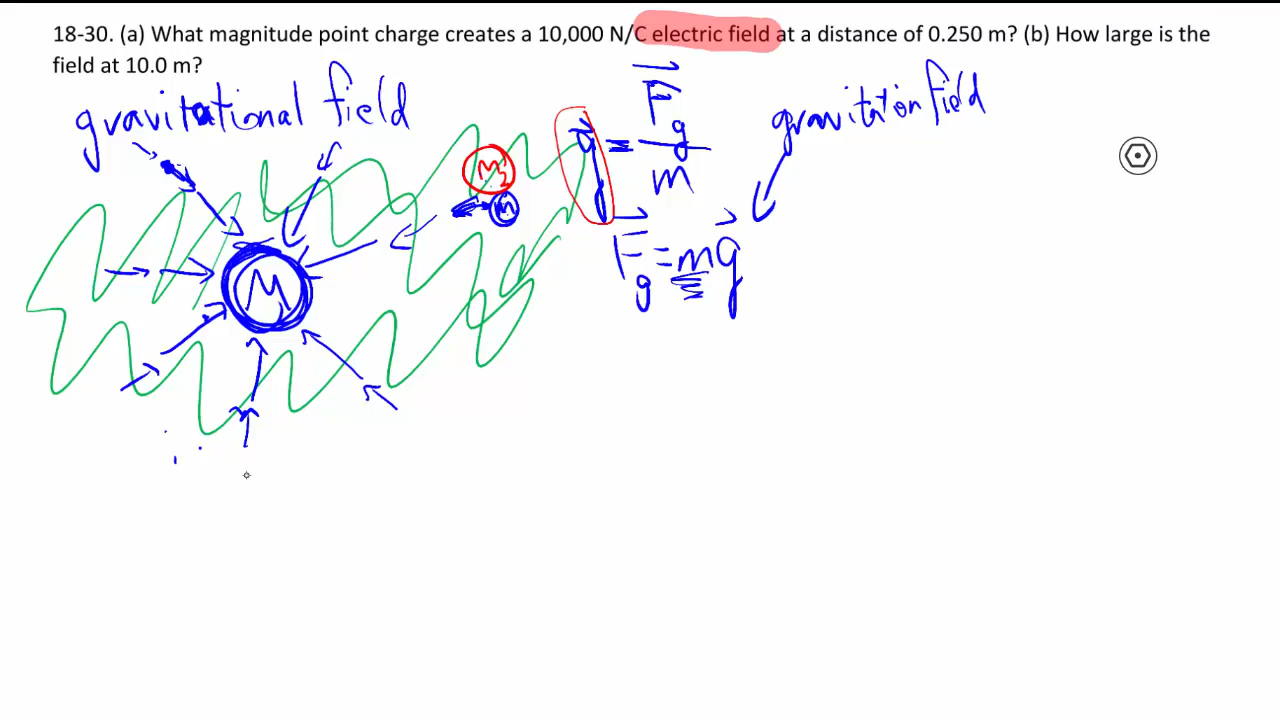 18-30. (a) What magnitude point charge creates a 10,000 N/C electric field at a distance of 0.250 m? (b) How large is the
field at 10.0 m?
gravitational field
g = F_g / m
gravitation field
F_g = mg
M
M
m